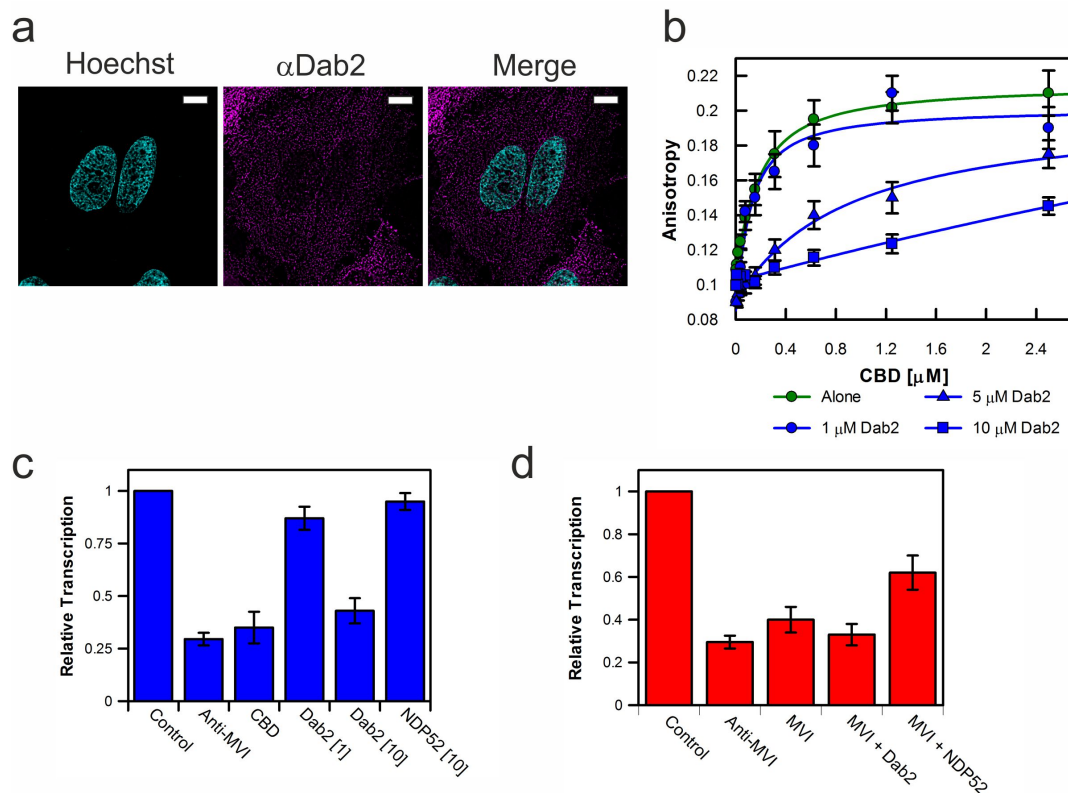 a
Hoechst
αDab2
Merge
b
Anisotropy
0.22
0.2
0.18
0.16
0.14
0.12
0.1
0.08
0
0.4
0.8
1.2
1.6
2
2.4
CBD [μM]
Alone
5 μM Dab2
1 μM Dab2
10 μM Dab2
c
Relative Transcription
1
0.75
0.5
0.25
0
Control
Anti-MVI
CBD
Dab2 [1]
Dab2 [10]
NDP52 [10]
d
Relative Transcription
1
0.8
0.6
0.4
0.2
0
Control
Anti-MVI
MVI
MVI + Dab2
MVI + NDP52